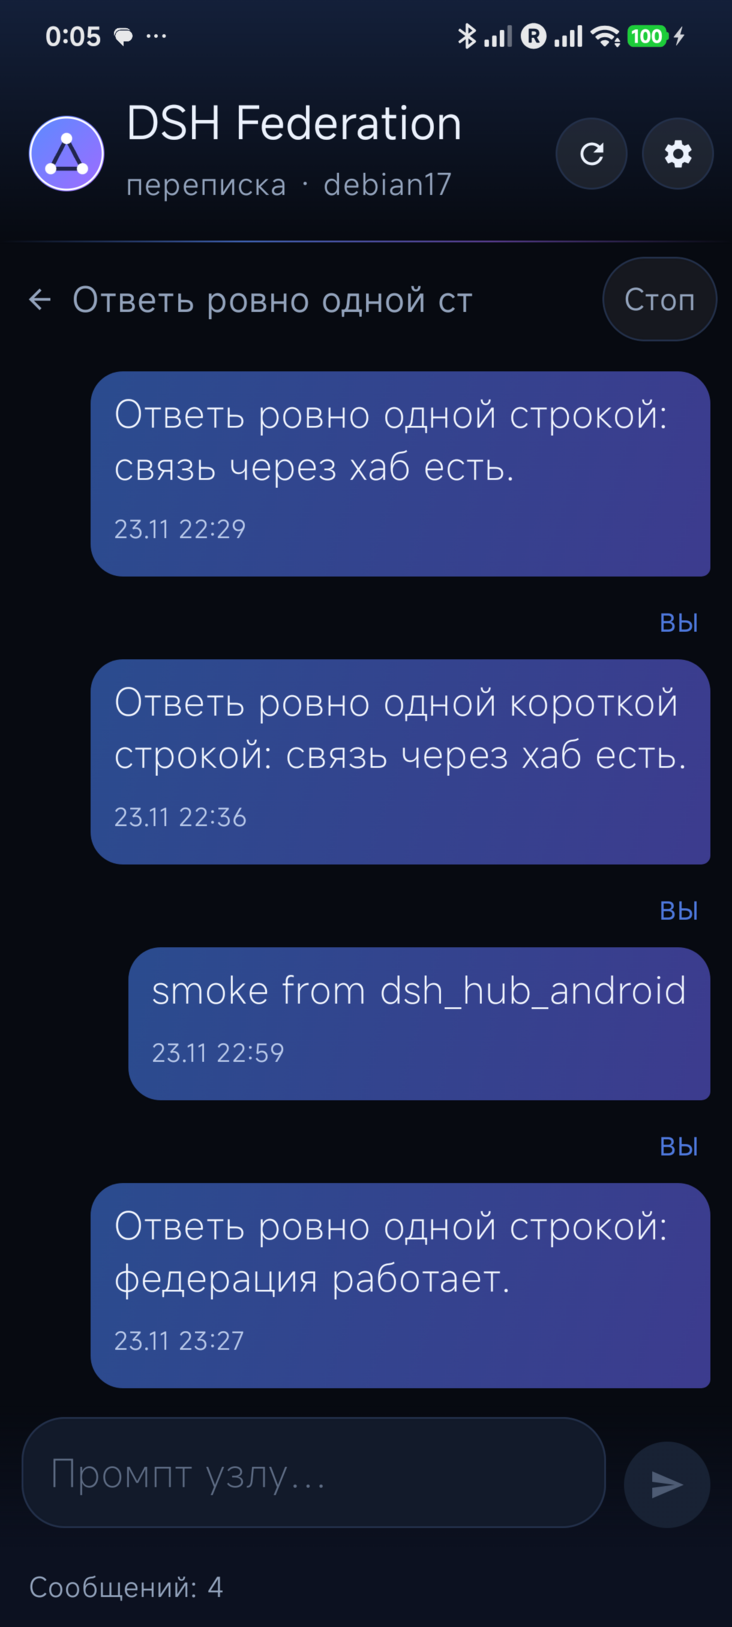 0:05 ...
R 100
DSH Federation
переписка · debian17
Ответь ровно одной ст
Стоп
Ответь ровно одной строкой:
связь через хаб есть.
23.11 22:29
ВЫ
Ответь ровно одной короткой
строкой: связь через хаб есть.
23.11 22:36
ВЫ
smoke from dsh_hub_android
23.11 22:59
ВЫ
Ответь ровно одной строкой:
федерация работает.
23.11 23:27
Промпт узлу...
Сообщений: 4